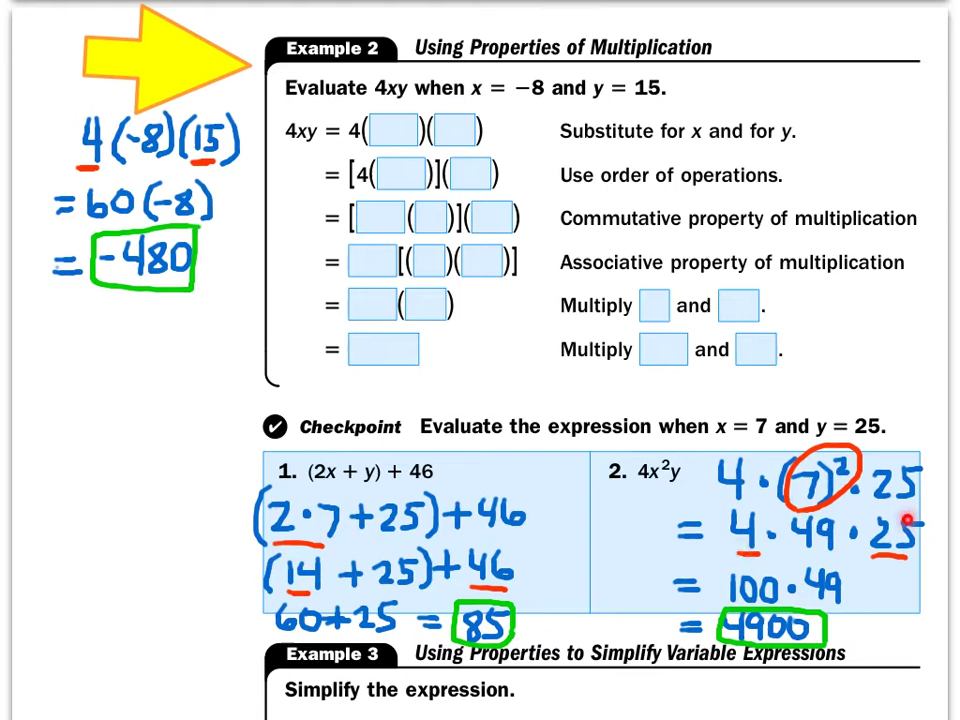 Example 2 Using Properties of Multiplication
Evaluate 4xy when x = −8 and y = 15.
4(-8)(15)
= 60(-8)
= -480
4xy = 4( )( ) Substitute for x and for y.
= [4( )]( ) Use order of operations.
= [ ( )]( ) Commutative property of multiplication
= [( )( )] Associative property of multiplication
= ( ) Multiply and .
= Multiply and .
✓ Checkpoint Evaluate the expression when x = 7 and y = 25.
1. (2x + y) + 46
(2·7+25)+46
(14 +25)+46
60+25 = 85
2. 4x²y 4·(7)²·25
= 4·49·25
= 100·49
= 4900
Example 3 Using Properties to Simplify Variable Expressions
Simplify the expression.